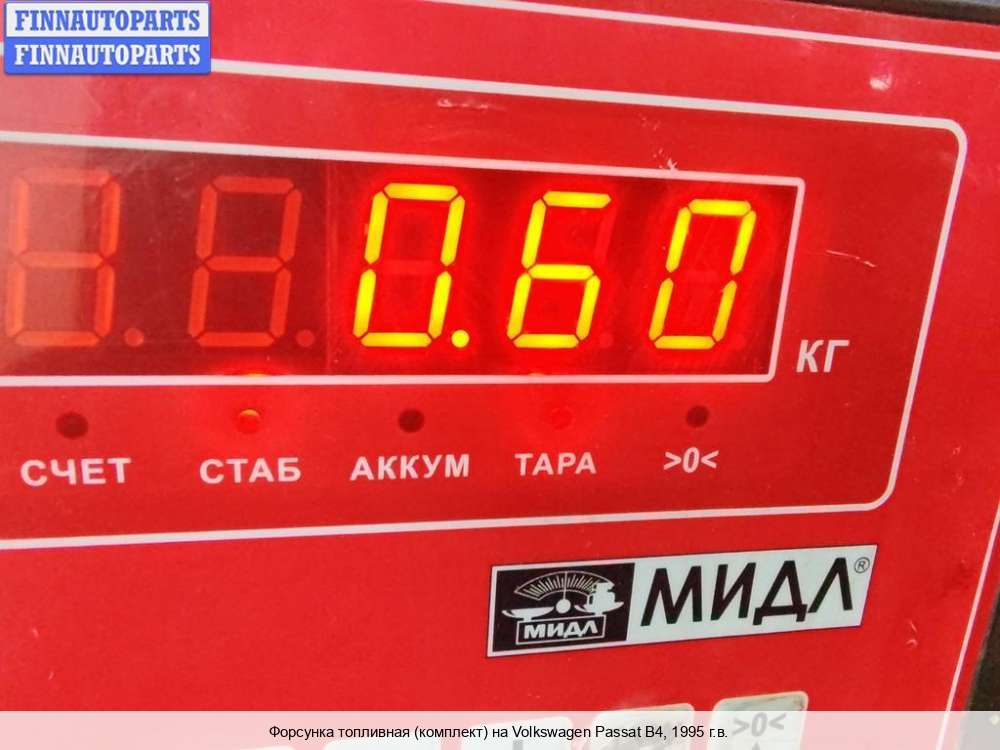 FINNAUTOPARTS
FINNAUTOPARTS
0.60
КГ
СЧЕТ СТАБ АККУМ ТАРА >0<
МИДЛ МИДЛ®
>0<
Форсунка топливная (комплект) на Volkswagen Passat B4, 1995 г.в.